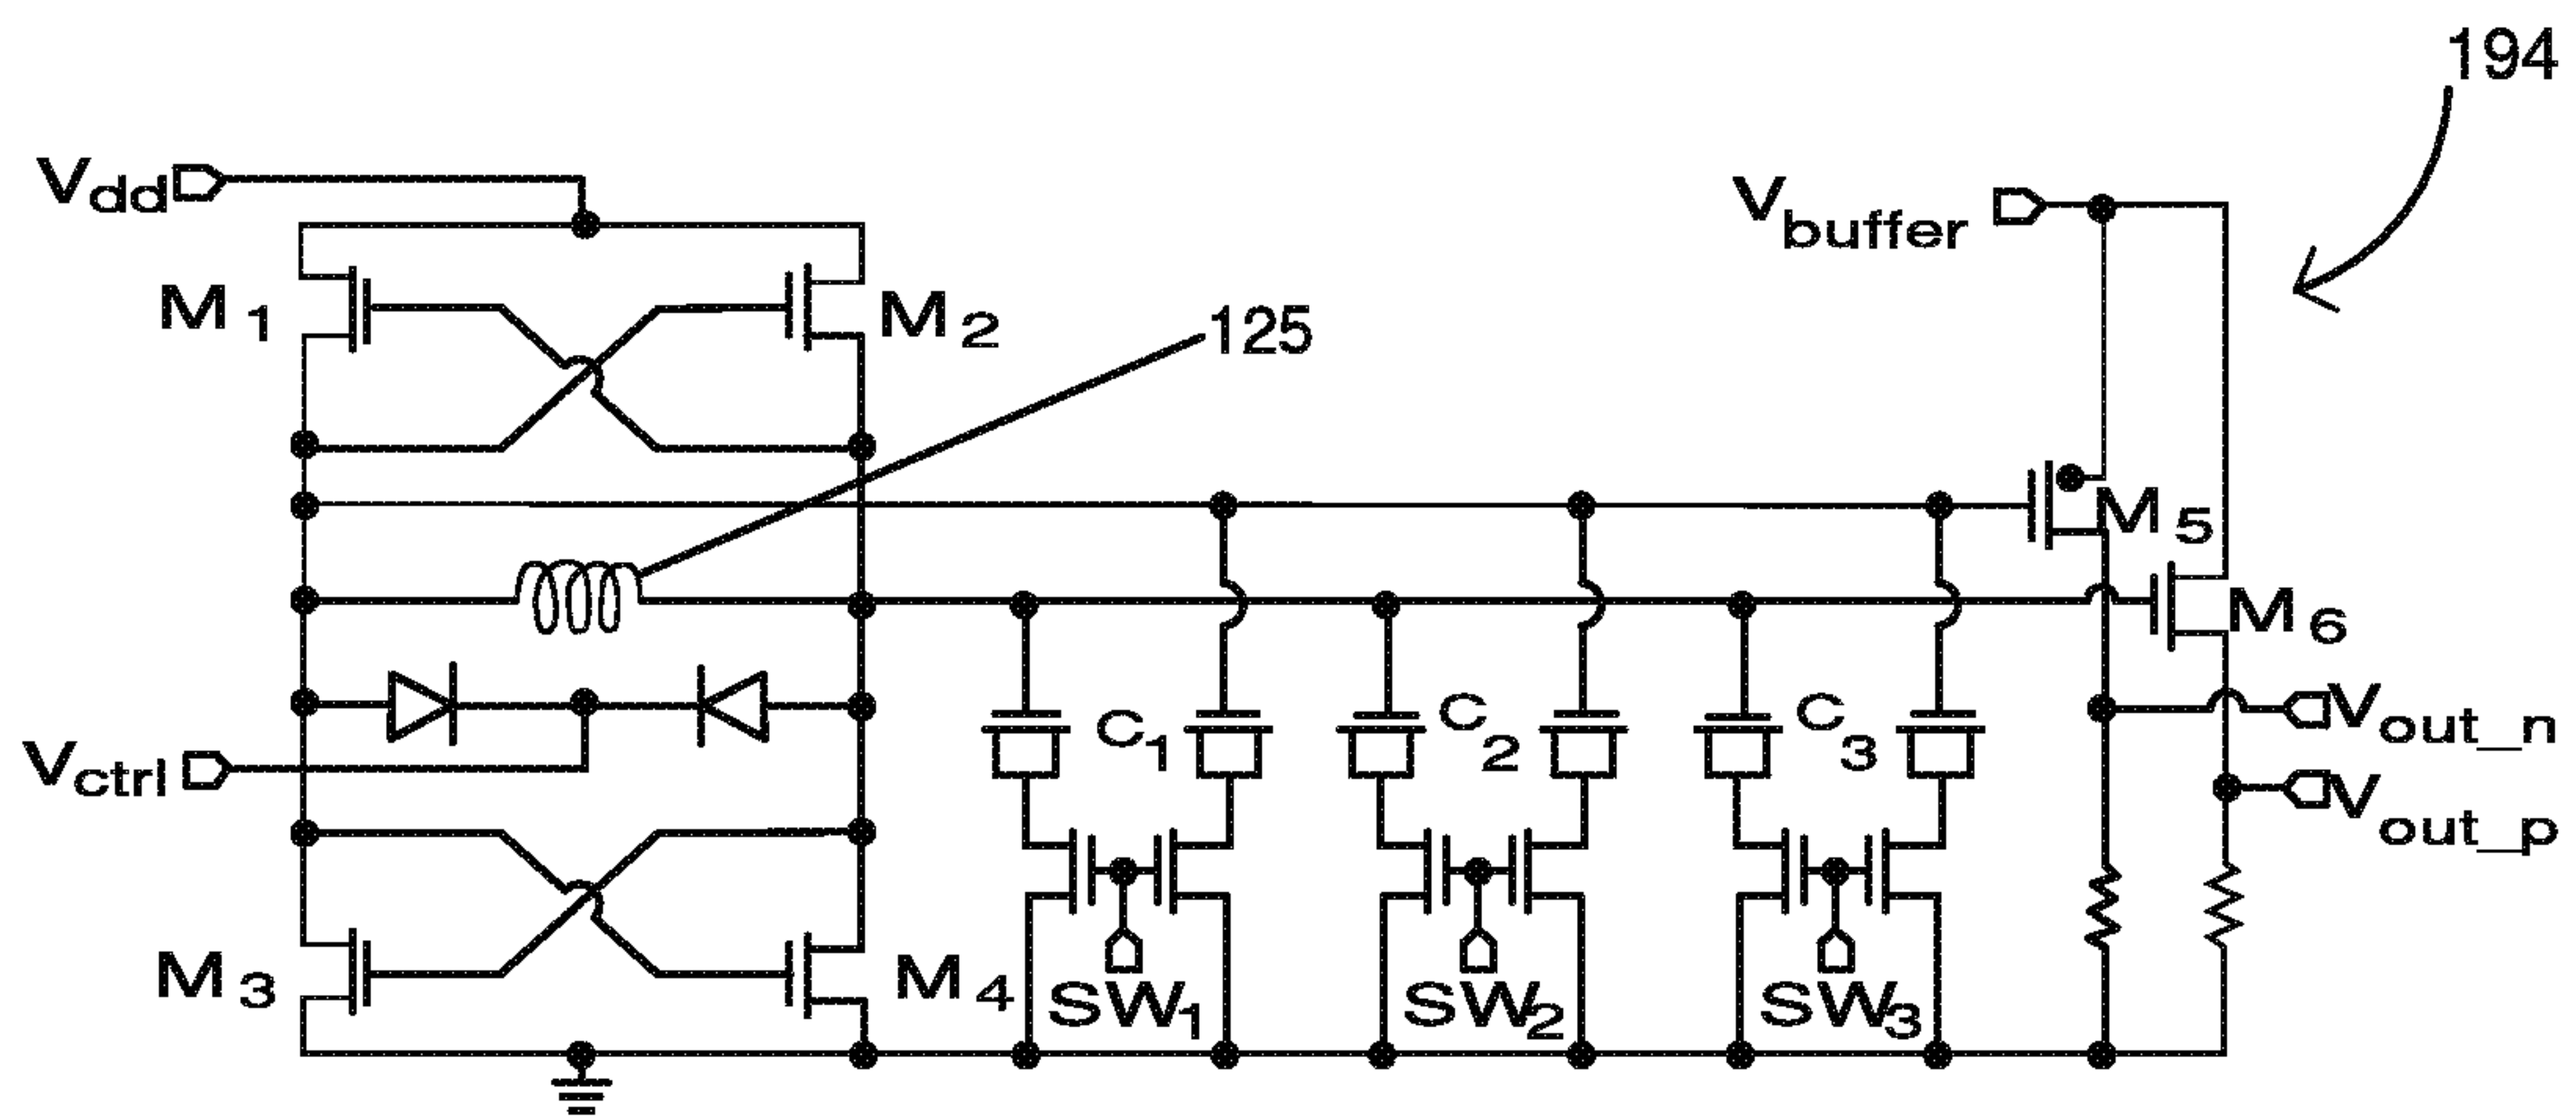 194
Vdd
Vbuffer
M1
M2
125
M5
M6
C1
C2
C3
Vout_n
Vctrl
Vout_p
M3
M4
SW1
SW2
SW3